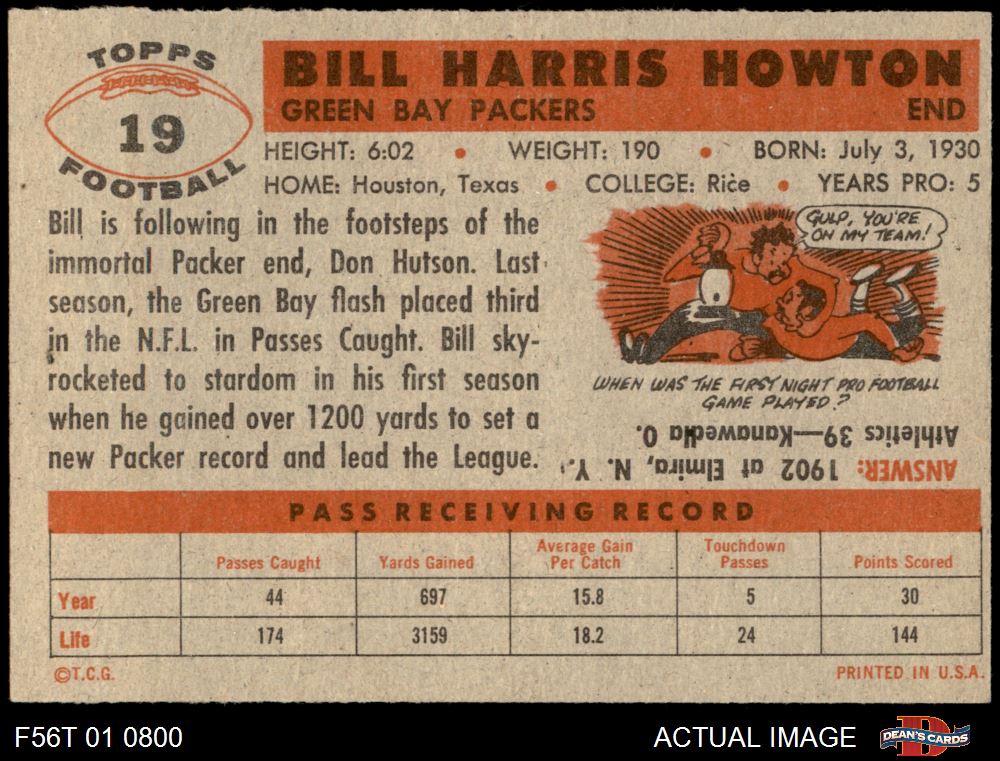 TOPPS
19
FOOTBALL
BILL HARRIS HOWTON
GREEN BAY PACKERS END
HEIGHT: 6:02 • WEIGHT: 190 • BORN: July 3, 1930
HOME: Houston, Texas • COLLEGE: Rice • YEARS PRO: 5
Bill is following in the footsteps of the
immortal Packer end, Don Hutson. Last
season, the Green Bay flash placed third
in the N.F.L. in Passes Caught. Bill sky-
rocketed to stardom in his first season
when he gained over 1200 yards to set a
new Packer record and lead the League.
GULP, YOU'RE
ON MY TEAM!
WHEN WAS THE FIRST NIGHT PRO FOOTBALL
GAME PLAYED?
ANSWER: 1902 at Elmira, N. Y.
Athletics 39—Kanaweola 0.
PASS RECEIVING RECORD
Passes Caught Yards Gained Average Gain Per Catch Touchdown Passes Points Scored
Year 44 697 15.8 5 30
Life 174 3159 18.2 24 144
©T.C.G. PRINTED IN U.S.A.
F56T 01 0800 ACTUAL IMAGE DEAN'S CARDS